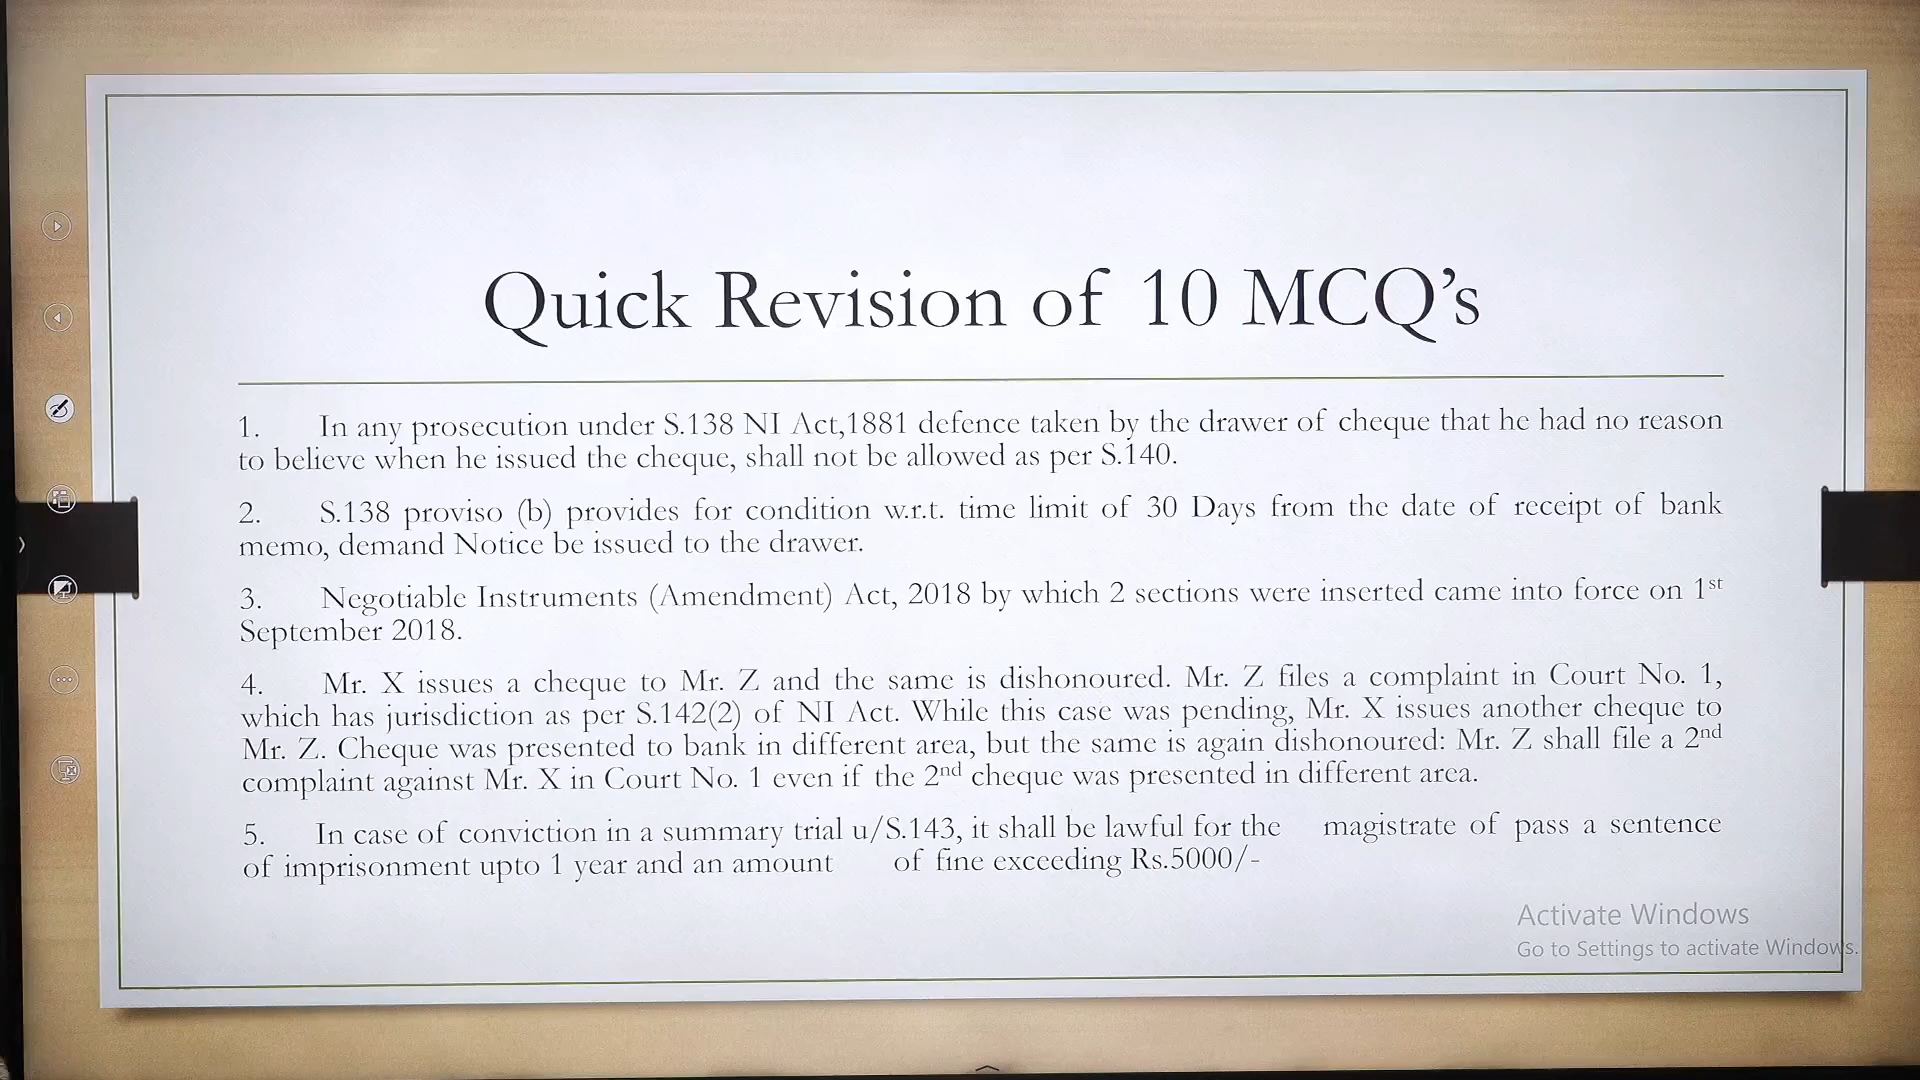 Quick Revision of 10 MCQ’s
1. In any prosecution under S.138 NI Act,1881 defence taken by the drawer of cheque that he had no reason
to believe when he issued the cheque, shall not be allowed as per S.140.
2. S.138 proviso (b) provides for condition w.r.t. time limit of 30 Days from the date of receipt of bank
memo, demand Notice be issued to the drawer.
3. Negotiable Instruments (Amendment) Act, 2018 by which 2 sections were inserted came into force on 1st
September 2018.
4. Mr. X issues a cheque to Mr. Z and the same is dishonoured. Mr. Z files a complaint in Court No. 1,
which has jurisdiction as per S.142(2) of NI Act. While this case was pending, Mr. X issues another cheque to
Mr. Z. Cheque was presented to bank in different area, but the same is again dishonoured: Mr. Z shall file a 2nd
complaint against Mr. X in Court No. 1 even if the 2nd cheque was presented in different area.
5. In case of conviction in a summary trial u/S.143, it shall be lawful for the magistrate of pass a sentence
of imprisonment upto 1 year and an amount of fine exceeding Rs.5000/-
Activate Windows
Go to Settings to activate Windows.